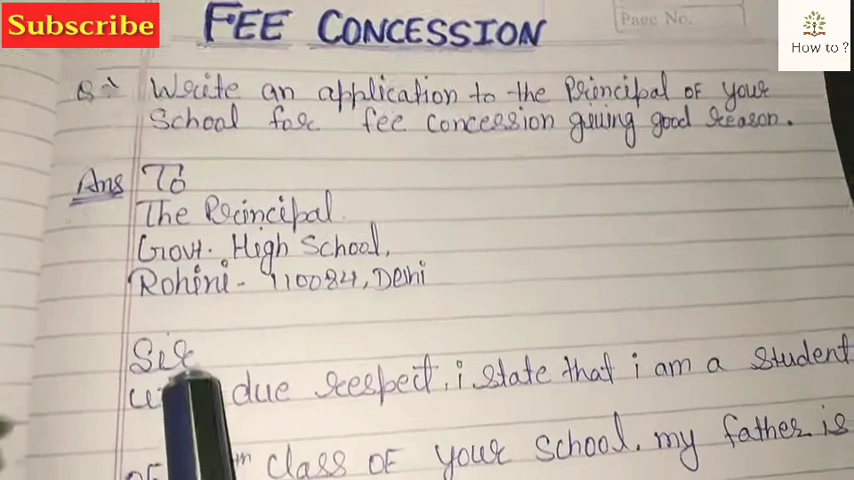 Subscribe
FEE CONCESSION
Page No.
How to ?
Q:- Write an application to the Principal of your
School for fee concession giving good reason.
Ans To
The Principal
Govt. High School,
Rohini - 110084, Delhi
Sir
due respect, i state that i am a student
OF class OF your school. my father is